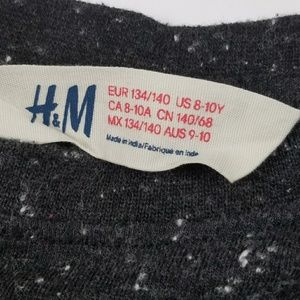 H&M
EUR 134/140 US 8-10Y
CA 8-10A CN 140/68
MX 134/140 AUS 9-10
Made in India/Fabriqué en Inde